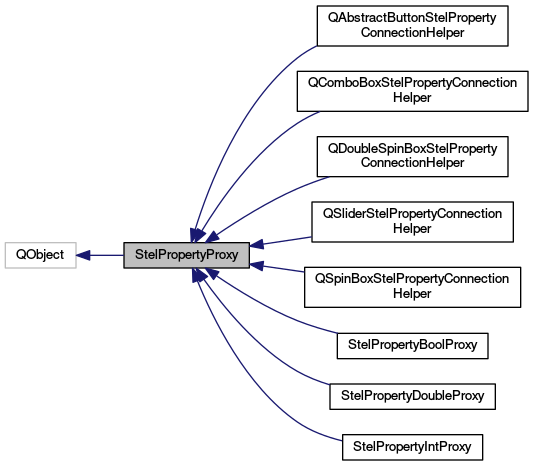 QAbstractButtonStelProperty
ConnectionHelper
QComboBoxStelPropertyConnection
Helper
QDoubleSpinBoxStelProperty
ConnectionHelper
QSliderStelPropertyConnection
Helper
QObject
StelPropertyProxy
QSpinBoxStelPropertyConnection
Helper
StelPropertyBoolProxy
StelPropertyDoubleProxy
StelPropertyIntProxy